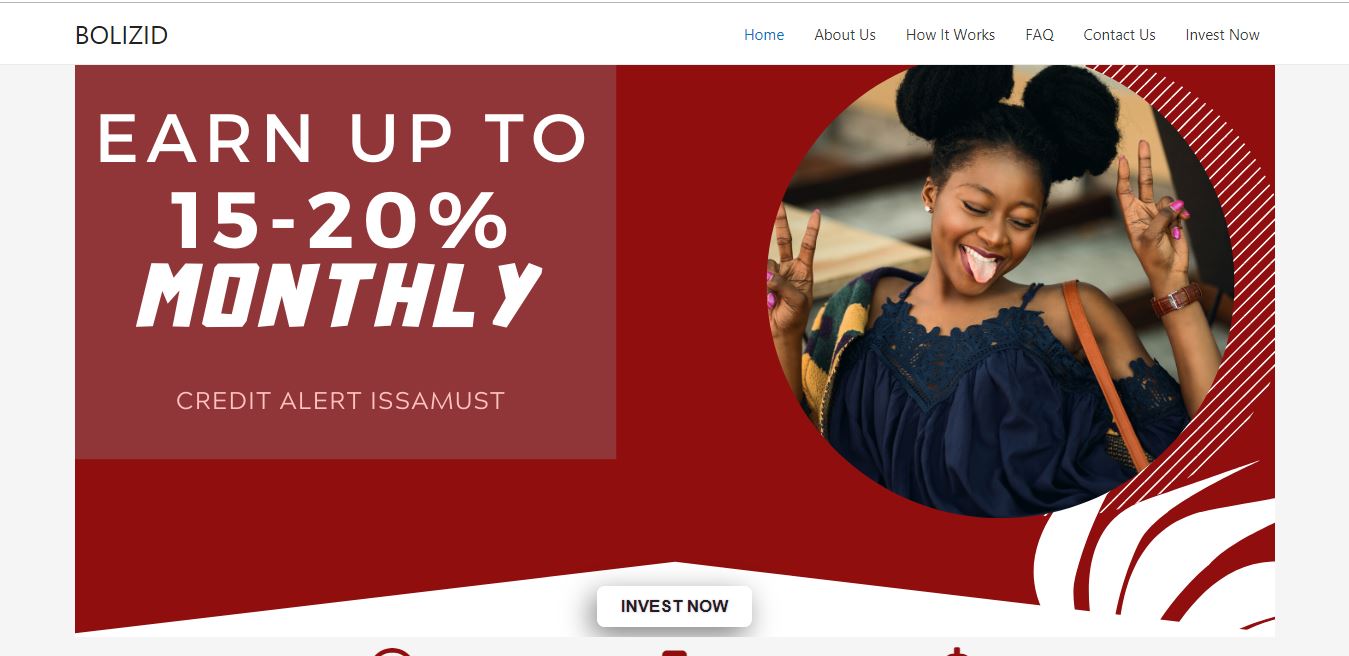 BOLIZID
Home About Us How It Works FAQ Contact Us Invest Now
EARN UP TO
15-20%
MONTHLY
CREDIT ALERT ISSAMUST
INVEST NOW